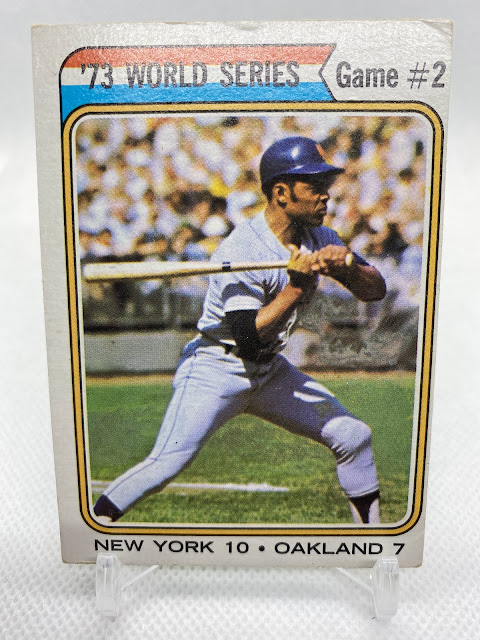 '73 WORLD SERIES Game #2
NEW YORK 10 • OAKLAND 7